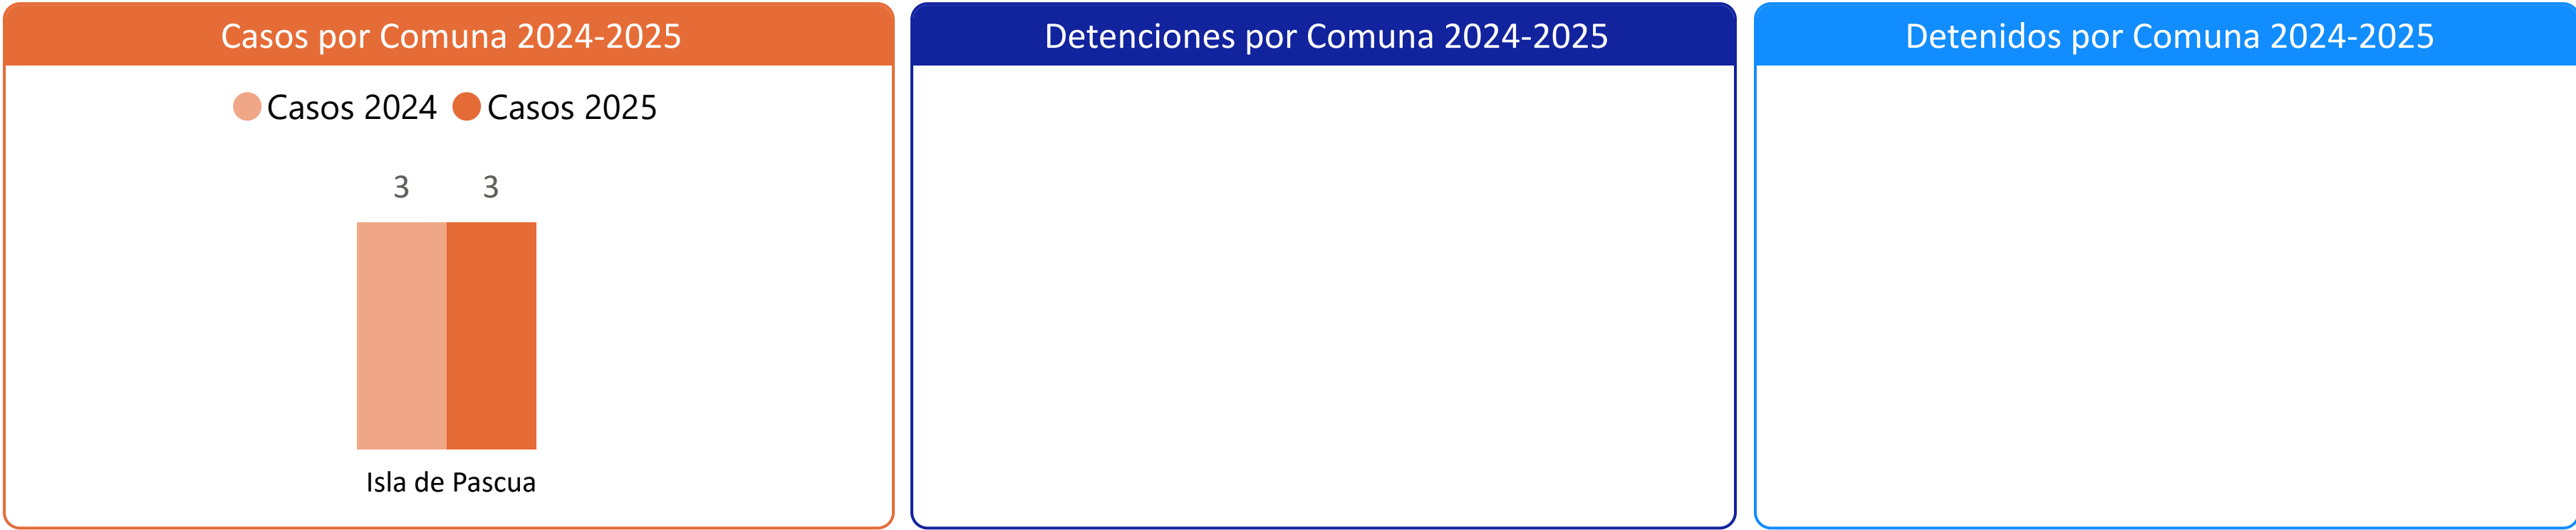 Casos por Comuna 2024-2025
Casos 2024 Casos 2025
3 3
Isla de Pascua
Detenciones por Comuna 2024-2025
Detenidos por Comuna 2024-2025